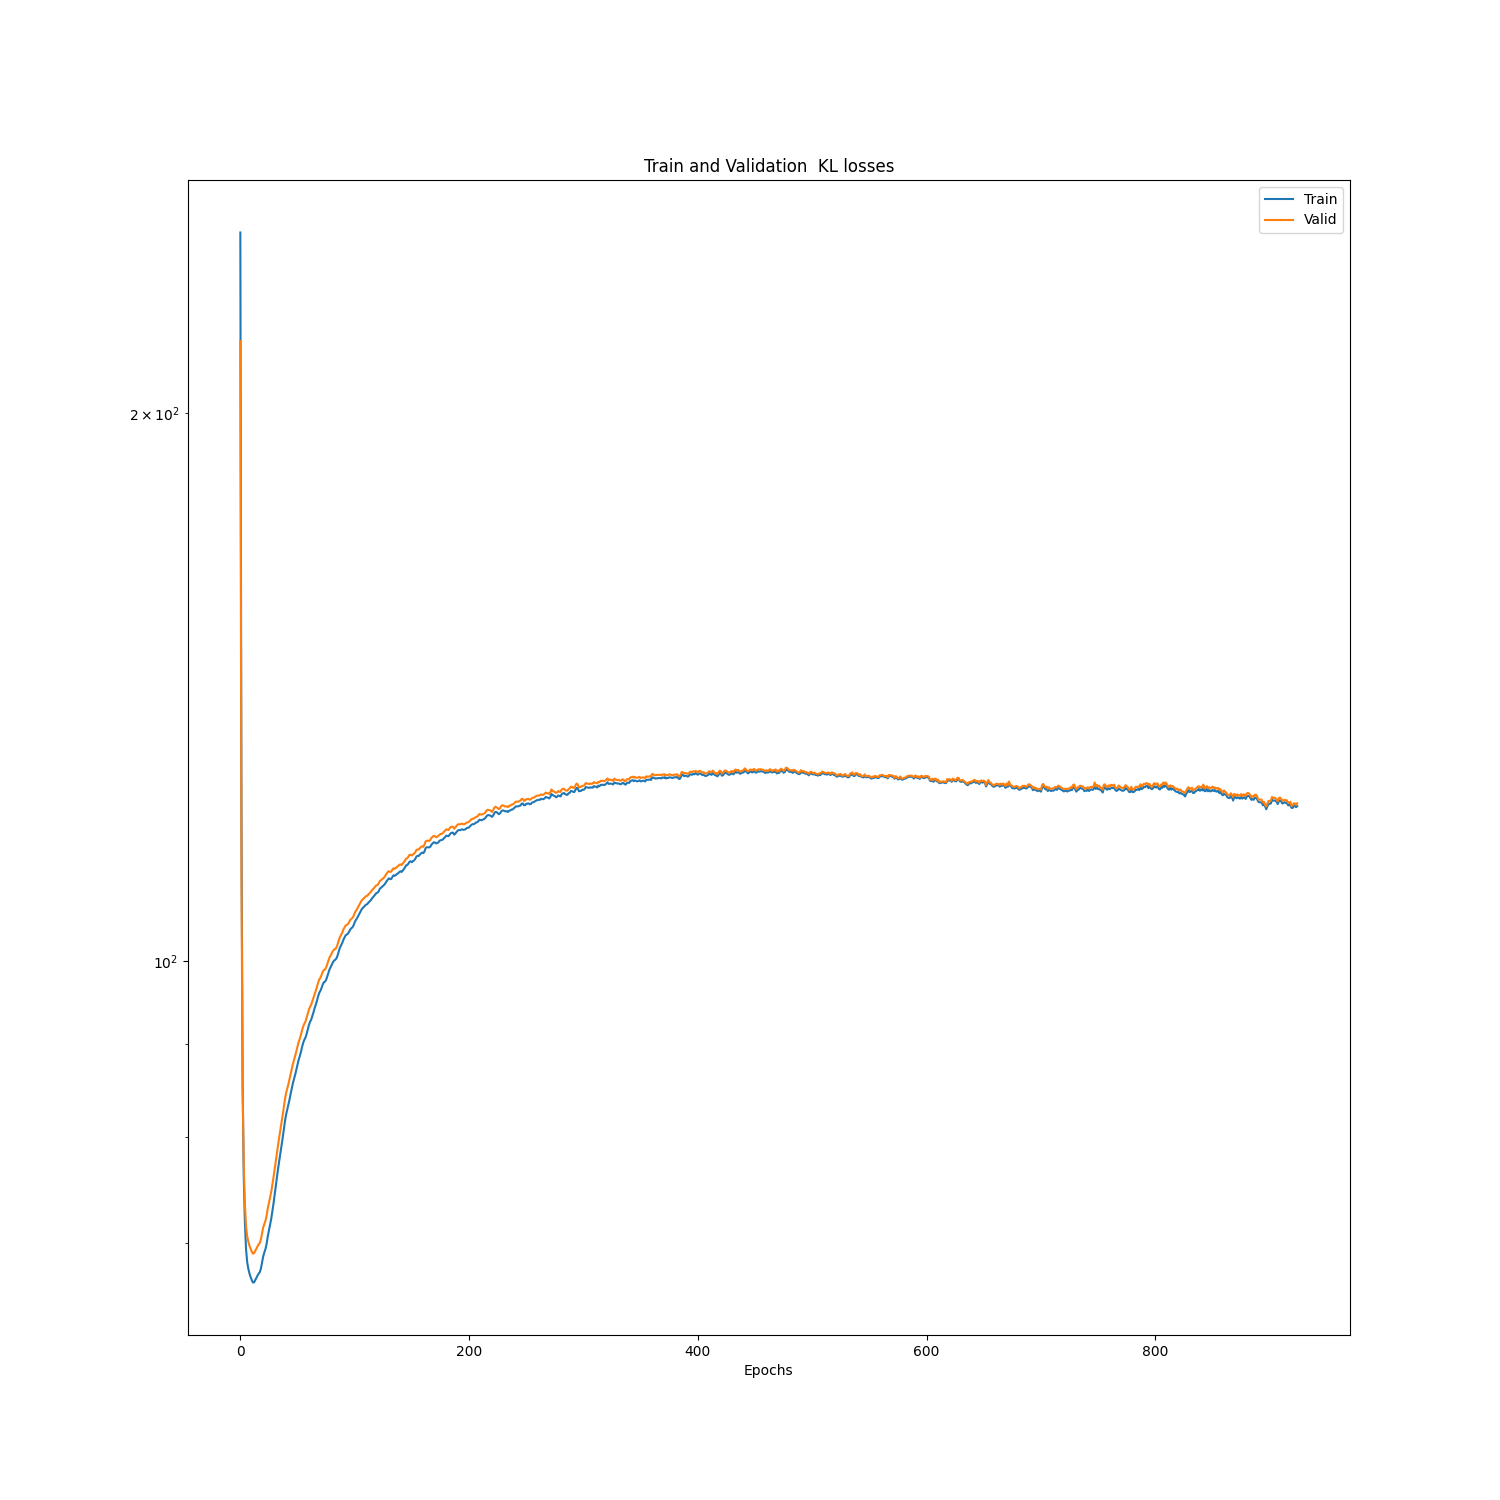 Train and Validation  KL losses
Train
Valid
2 × 10²
10²
0 200 400 600 800
Epochs